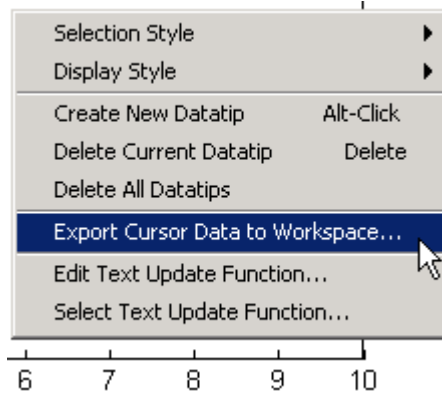 Selection Style
Display Style
Create New Datatip Alt-Click
Delete Current Datatip Delete
Delete All Datatips
Export Cursor Data to Workspace...
Edit Text Update Function...
Select Text Update Function...
6 7 8 9 10